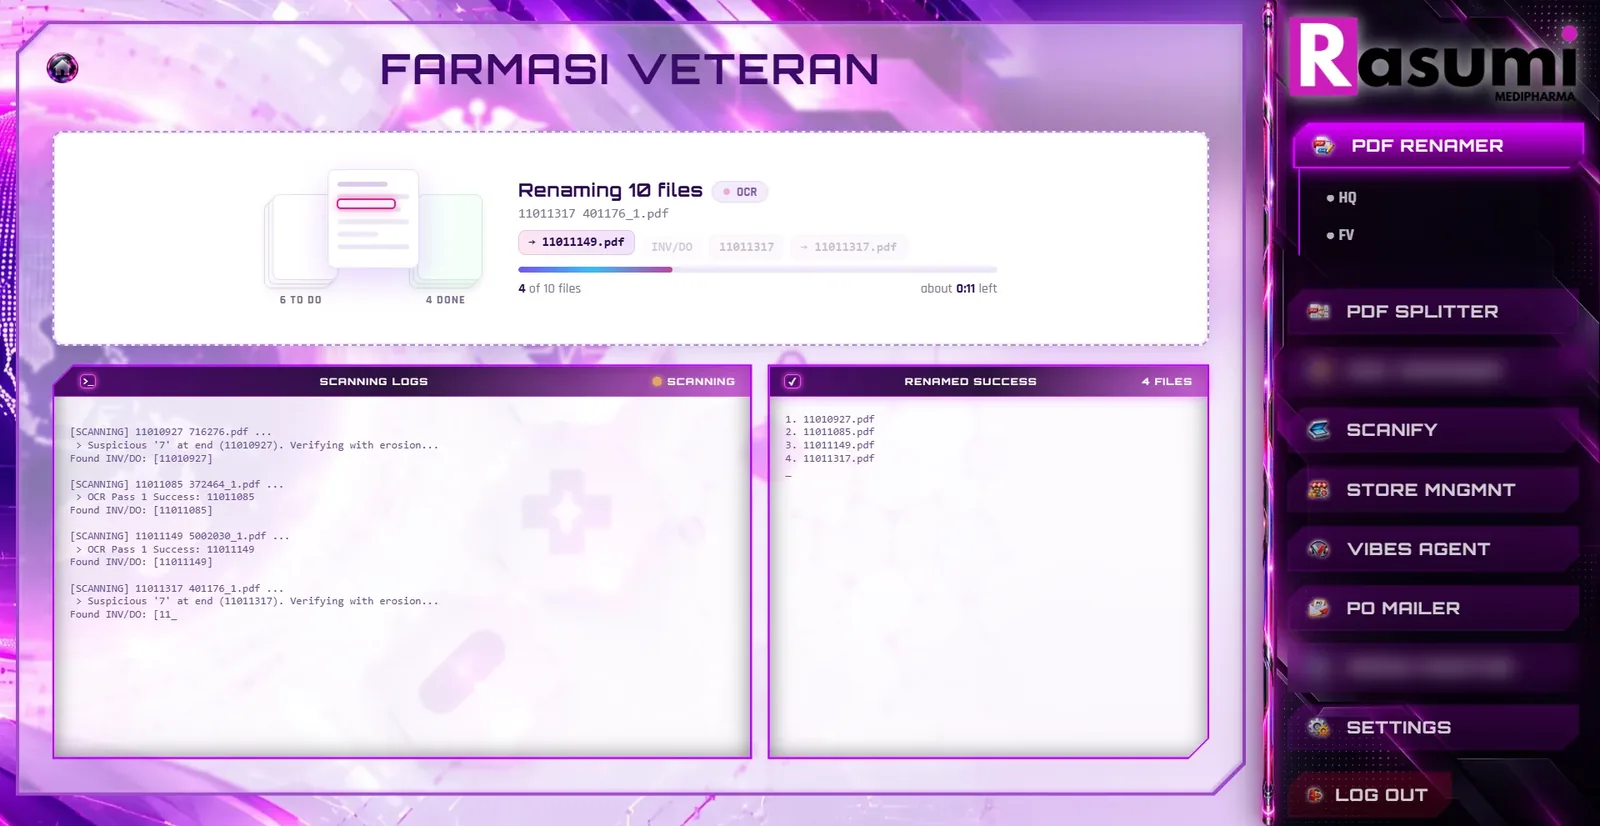 FARMASI VETERAN
Renaming 10 files
OCR
11011317 401176_1.pdf
→ 11011149.pdf
INV/DO
11011317
→ 11011317.pdf
4 of 10 files
about 0:11 left
6 TO DO
4 DONE
SCANNING LOGS
SCANNING
[SCANNING] 11010927 716276.pdf ...
> Suspicious '7' at end (11010927). Verifying with erosion...
Found INV/DO: [11010927]
[SCANNING] 11011085 372464_1.pdf ...
> OCR Pass 1 Success: 11011085
Found INV/DO: [11011085]
[SCANNING] 11011149 5002030_1.pdf ...
> OCR Pass 1 Success: 11011149
Found INV/DO: [11011149]
[SCANNING] 11011317 401176_1.pdf ...
> Suspicious '7' at end (11011317). Verifying with erosion...
Found INV/DO: [11_
RENAMED SUCCESS
4 FILES
1. 11010927.pdf
2. 11011085.pdf
3. 11011149.pdf
4. 11011317.pdf
_
Rasumi
MEDIPHARMA
PDF RENAMER
• HQ
• FV
PDF SPLITTER
SCANIFY
STORE MNGMNT
VIBES AGENT
PO MAILER
SETTINGS
LOG OUT